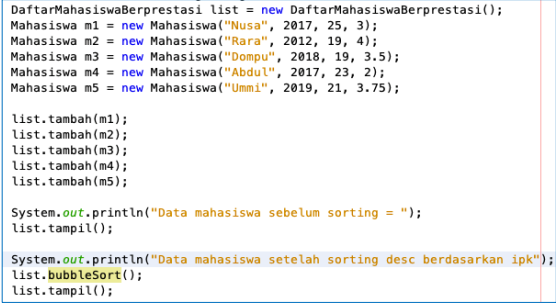 DaftarMahasiswaBerprestasi list = new DaftarMahasiswaBerprestasi();
Mahasiswa m1 = new Mahasiswa("Nusa", 2017, 25, 3);
Mahasiswa m2 = new Mahasiswa("Rara", 2012, 19, 4);
Mahasiswa m3 = new Mahasiswa("Dompu", 2018, 19, 3.5);
Mahasiswa m4 = new Mahasiswa("Abdul", 2017, 23, 2);
Mahasiswa m5 = new Mahasiswa("Ummi", 2019, 21, 3.75);
list.tambah(m1);
list.tambah(m2);
list.tambah(m3);
list.tambah(m4);
list.tambah(m5);
System.out.println("Data mahasiswa sebelum sorting = ");
list.tampil();
System.out.println("Data mahasiswa setelah sorting desc berdasarkan ipk");
list.bubbleSort();
list.tampil();